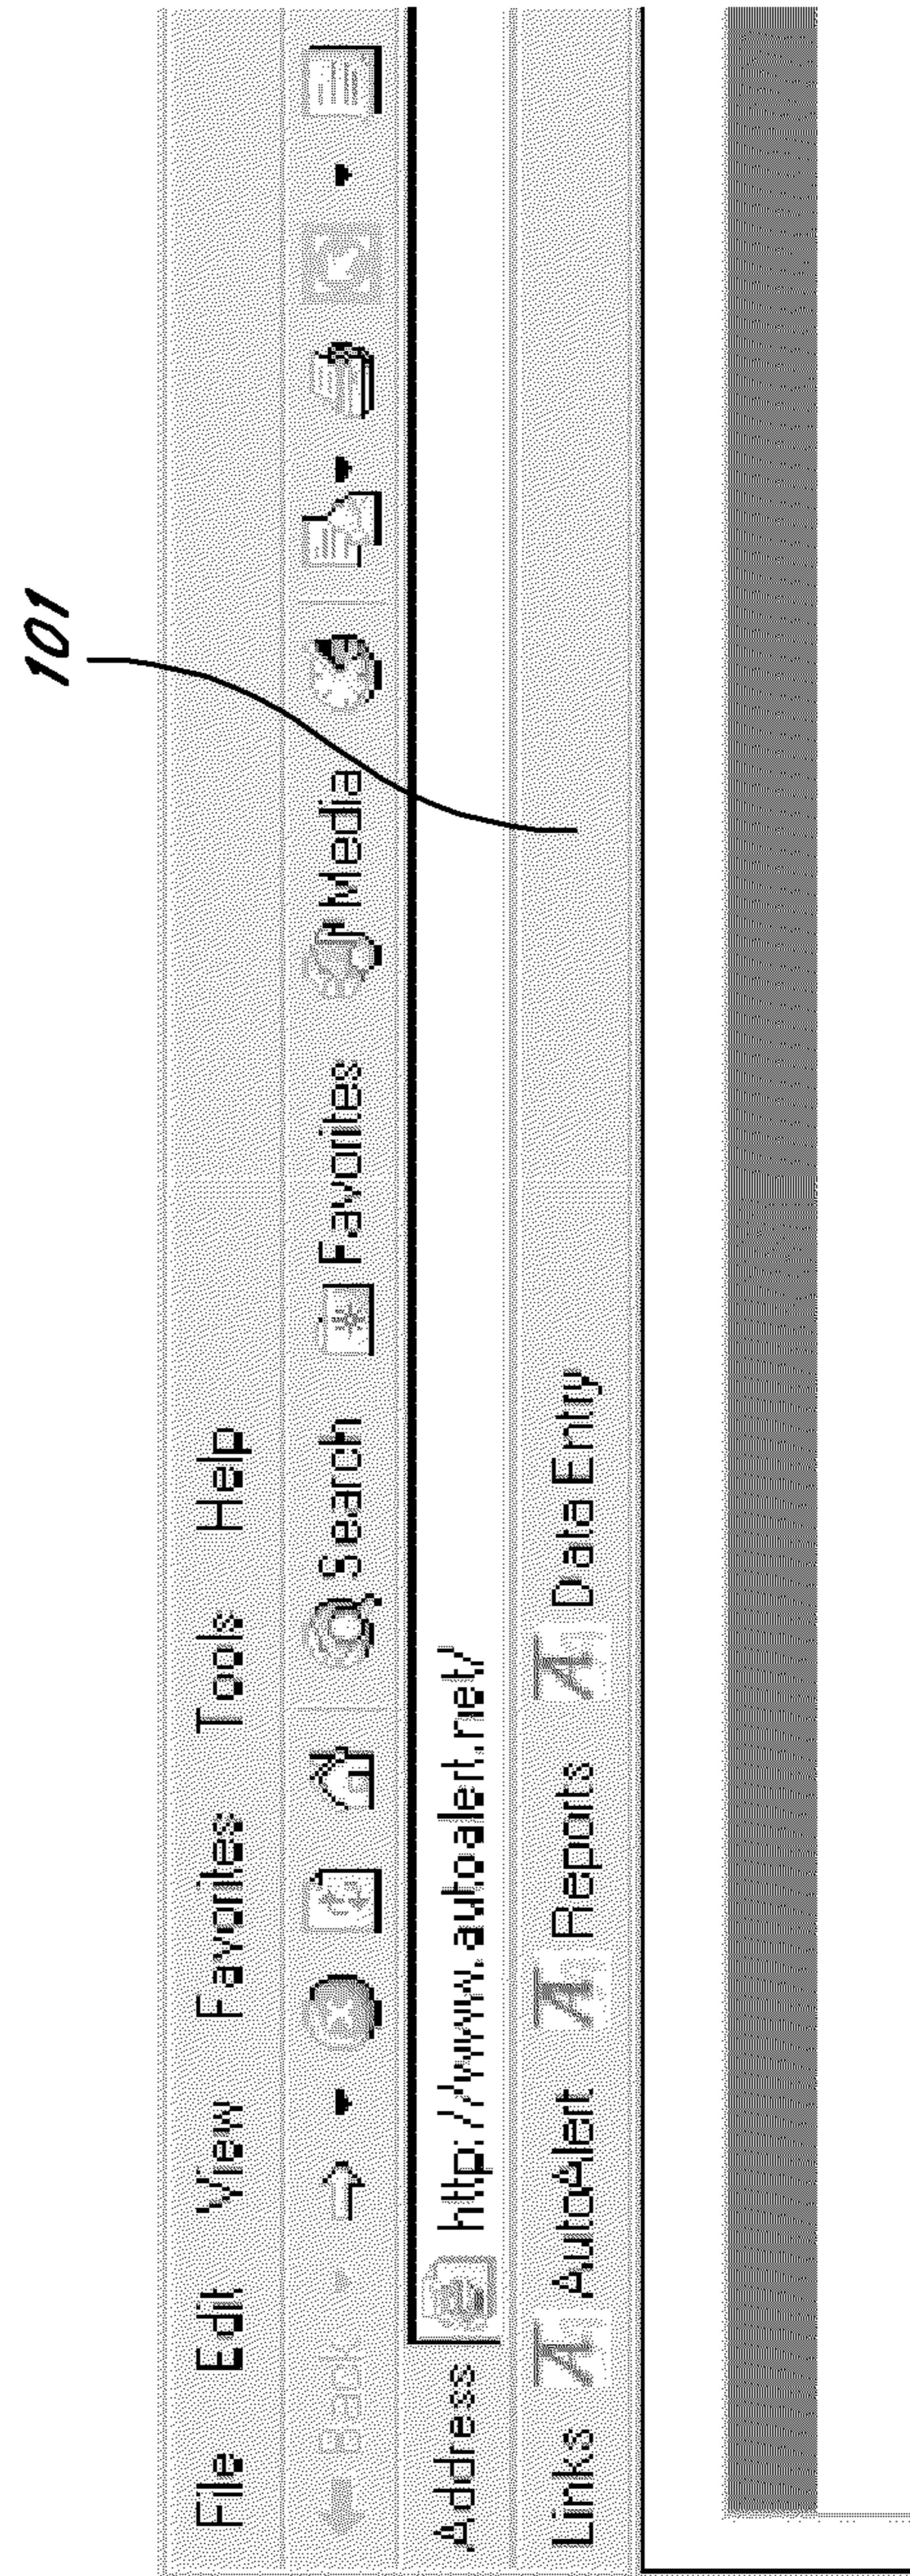 101
File Edit View Favorites Tools Help
Back Search Favorites Media
Address http://www.autoalert.net/
Links A AutoAlert A Reports A Data Entry